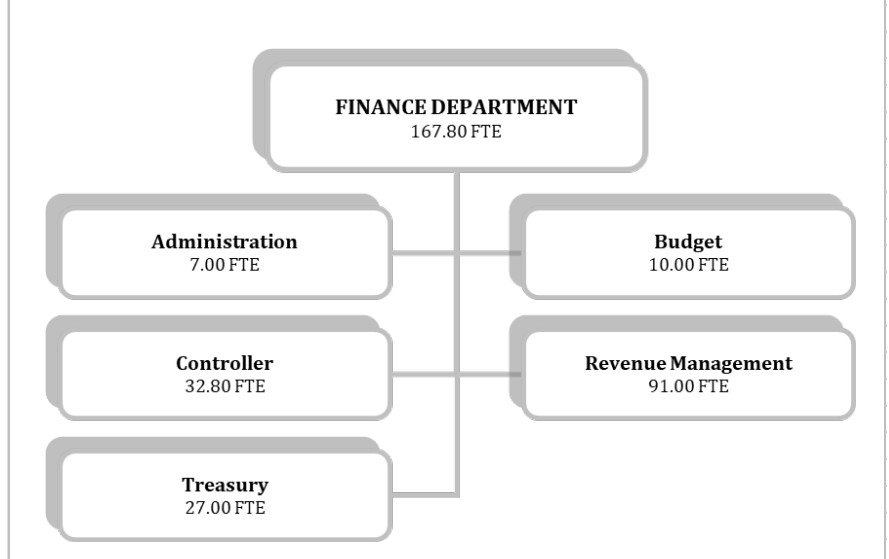 FINANCE DEPARTMENT
167.80 FTE
Administration
7.00 FTE
Budget
10.00 FTE
Controller
32.80 FTE
Revenue Management
91.00 FTE
Treasury
27.00 FTE